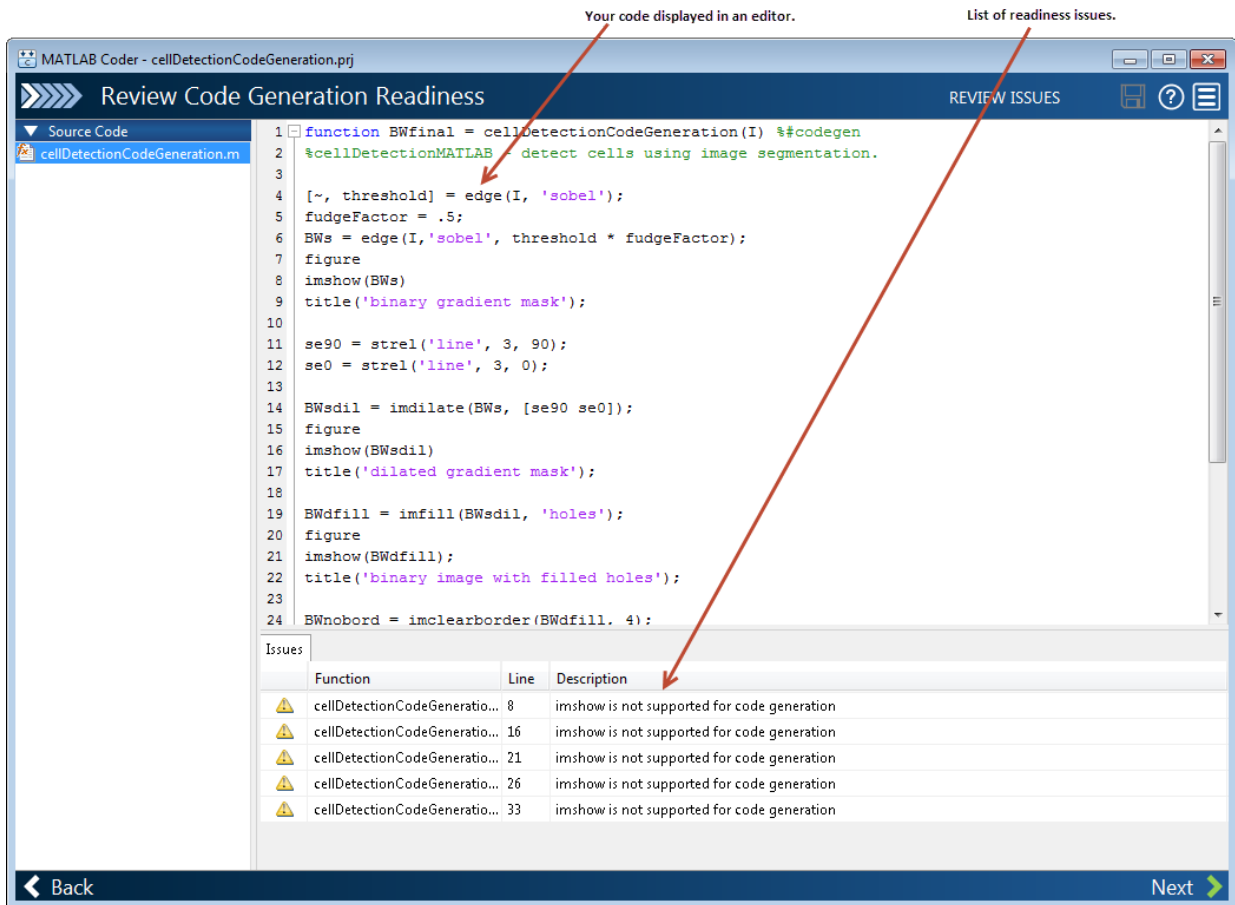 Your code displayed in an editor.
List of readiness issues.
MATLAB Coder - cellDetectionCodeGeneration.prj
Review Code Generation Readiness
REVIEW ISSUES
Source Code
cellDetectionCodeGeneration.m
1 function BWfinal = cellDetectionCodeGeneration(I) %#codegen
2 %cellDetectionMATLAB - detect cells using image segmentation.
3
4 [~, threshold] = edge(I, 'sobel');
5 fudgeFactor = .5;
6 BWs = edge(I,'sobel', threshold * fudgeFactor);
7 figure
8 imshow(BWs)
9 title('binary gradient mask');
10
11 se90 = strel('line', 3, 90);
12 se0 = strel('line', 3, 0);
13
14 BWsdil = imdilate(BWs, [se90 se0]);
15 figure
16 imshow(BWsdil)
17 title('dilated gradient mask');
18
19 BWdfill = imfill(BWsdil, 'holes');
20 figure
21 imshow(BWdfill);
22 title('binary image with filled holes');
23
24 BWnobord = imclearborder(BWdfill, 4);
Issues
Function Line Description
cellDetectionCodeGeneratio... 8 imshow is not supported for code generation
cellDetectionCodeGeneratio... 16 imshow is not supported for code generation
cellDetectionCodeGeneratio... 21 imshow is not supported for code generation
cellDetectionCodeGeneratio... 26 imshow is not supported for code generation
cellDetectionCodeGeneratio... 33 imshow is not supported for code generation
Back
Next